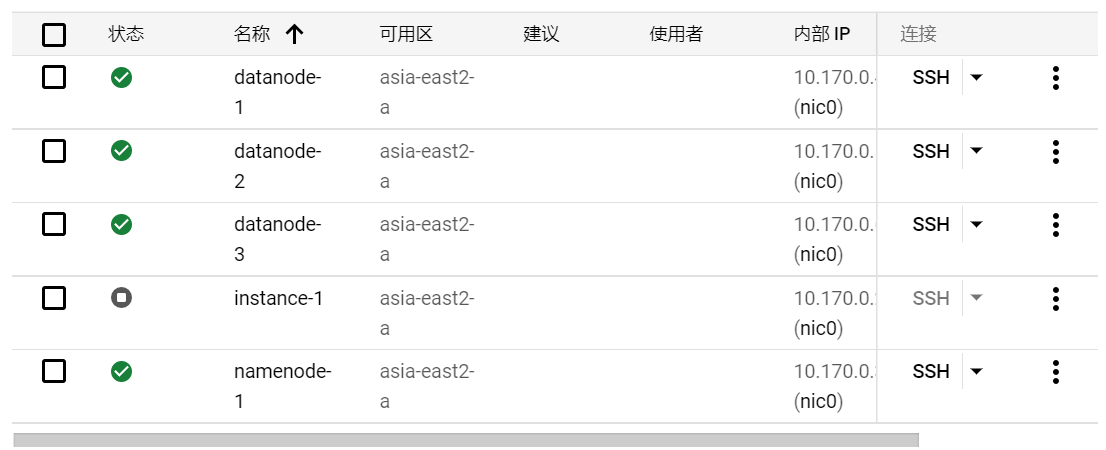 状态 名称 可用区 建议 使用者 内部 IP 连接
datanode- asia-east2- 10.170.0. SSH
1 a (nic0)
datanode- asia-east2- 10.170.0. SSH
2 a (nic0)
datanode- asia-east2- 10.170.0. SSH
3 a (nic0)
instance-1 asia-east2- 10.170.0. SSH
a (nic0)
namenode- asia-east2- 10.170.0. SSH
1 a (nic0)